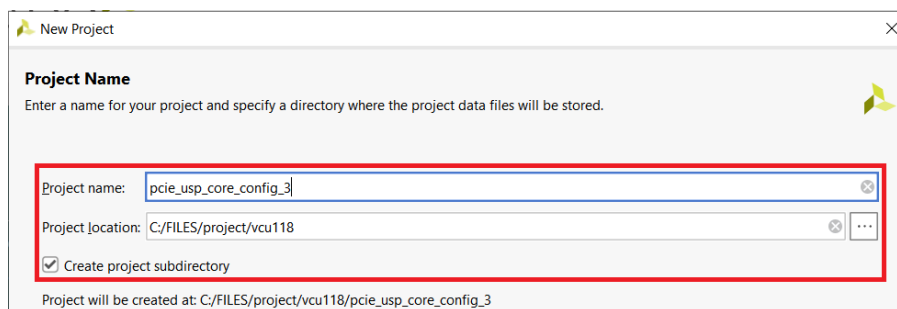 New Project
Project Name
Enter a name for your project and specify a directory where the project data files will be stored.
Project name: pcie_usp_core_config_3
Project location: C:/FILES/project/vcu118 ...
Create project subdirectory
Project will be created at: C:/FILES/project/vcu118/pcie_usp_core_config_3